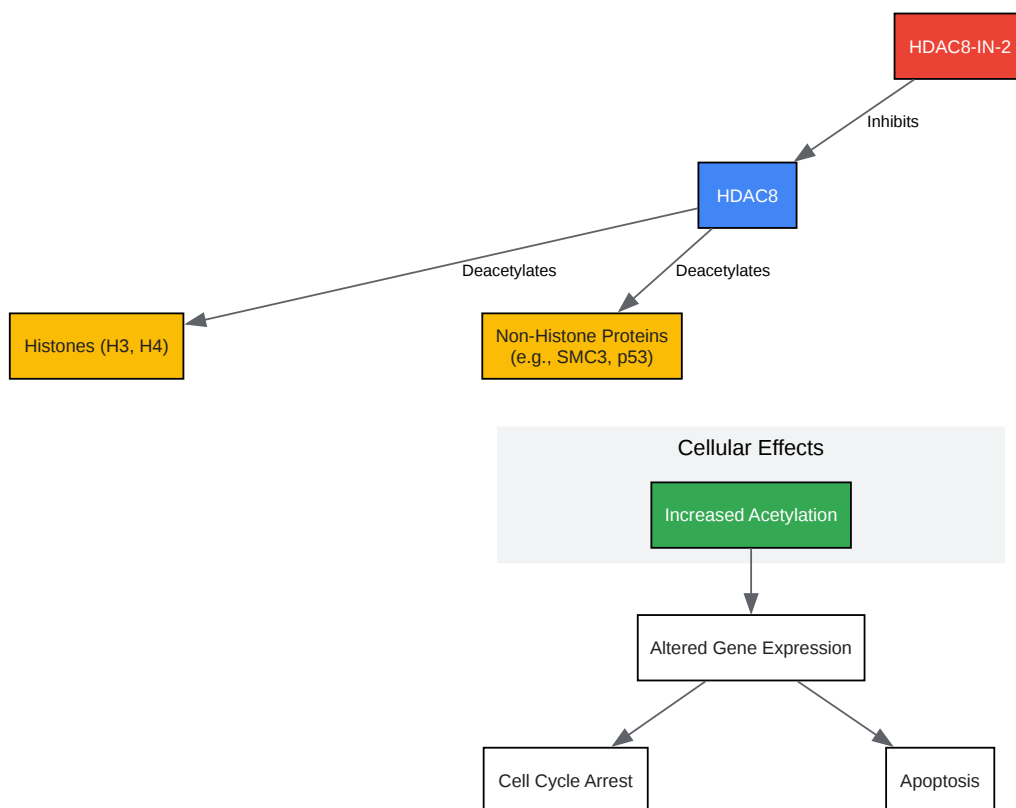 HDAC8-IN-2
Inhibits
HDAC8
Deacetylates
Deacetylates
Histones (H3, H4)
Non-Histone Proteins
(e.g., SMC3, p53)
Cellular Effects
Increased Acetylation
Altered Gene Expression
Cell Cycle Arrest
Apoptosis